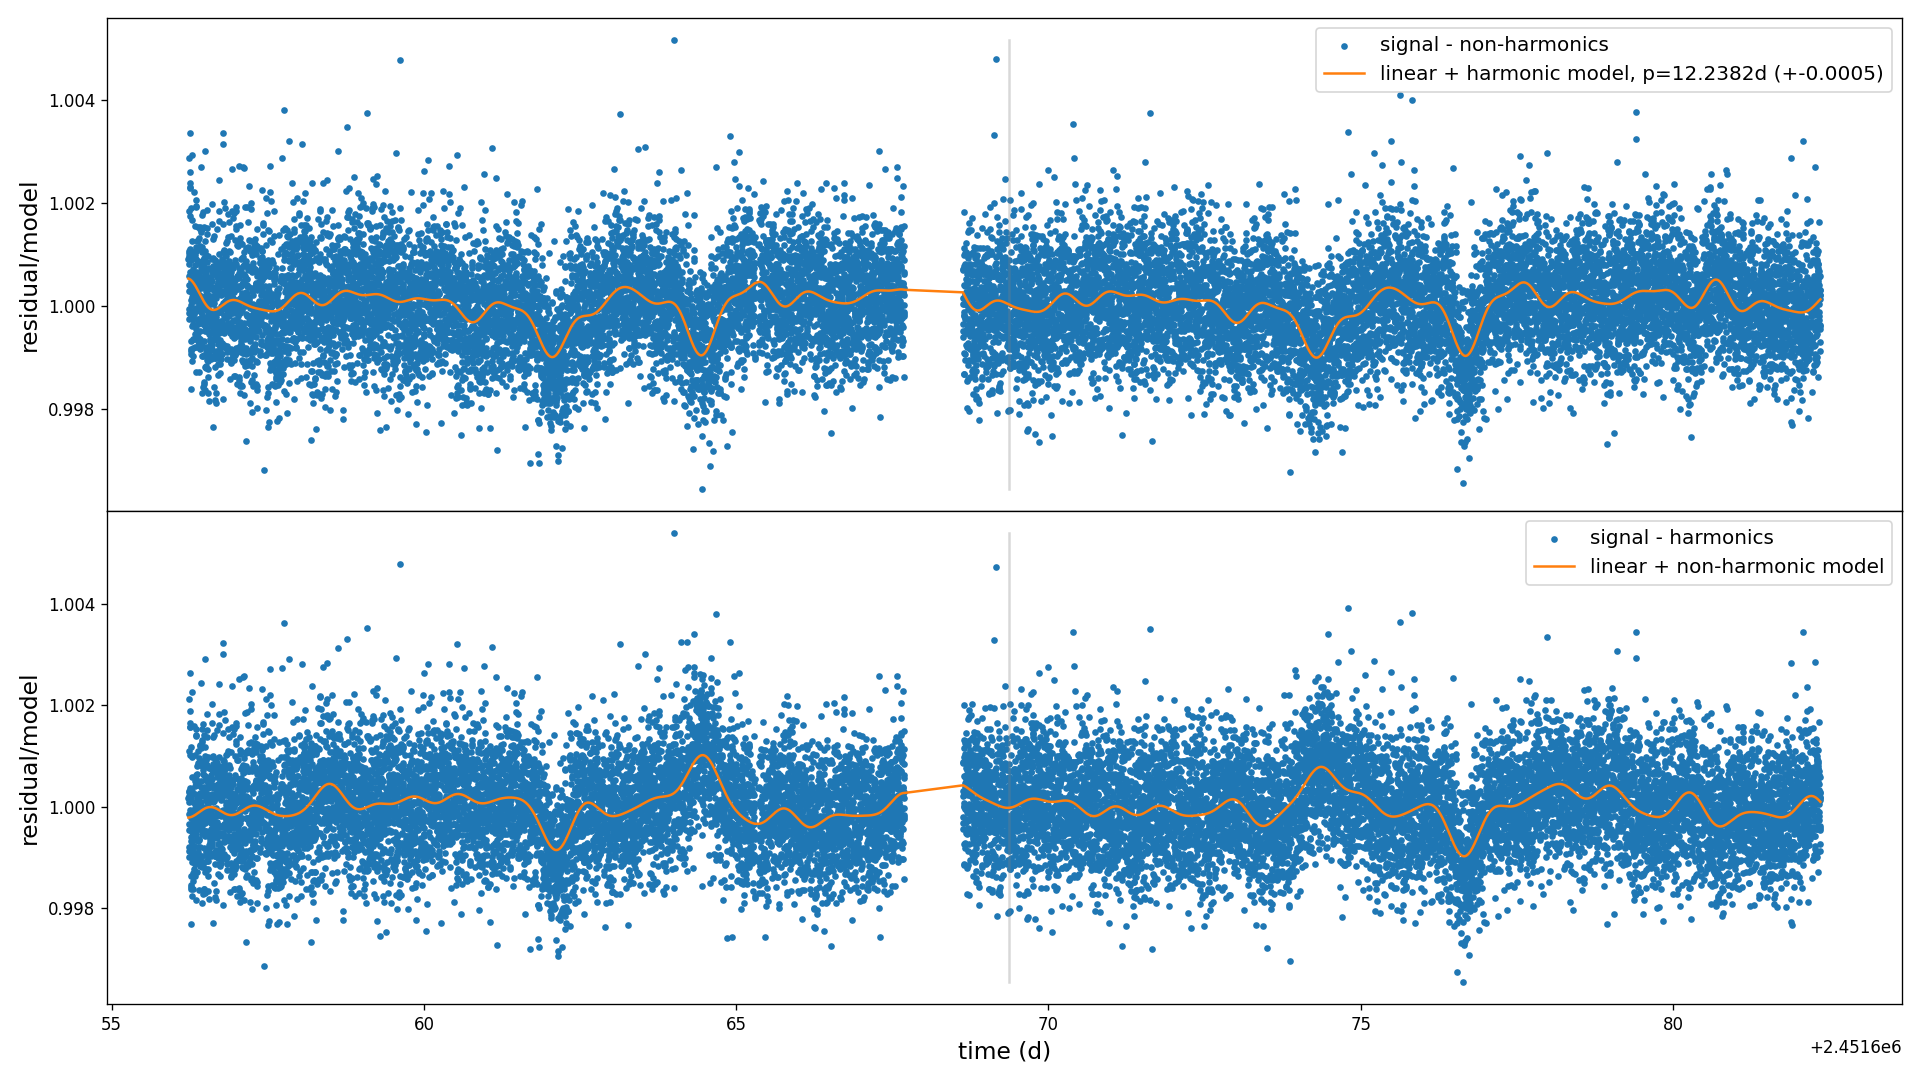 signal - non-harmonics
linear + harmonic model, p=12.2382d (+-0.0005)
residual/model
1.004
1.002
1.000
0.998
signal - harmonics
linear + non-harmonic model
residual/model
1.004
1.002
1.000
0.998
55 60 65 70 75 80
time (d)
+2.4516e6